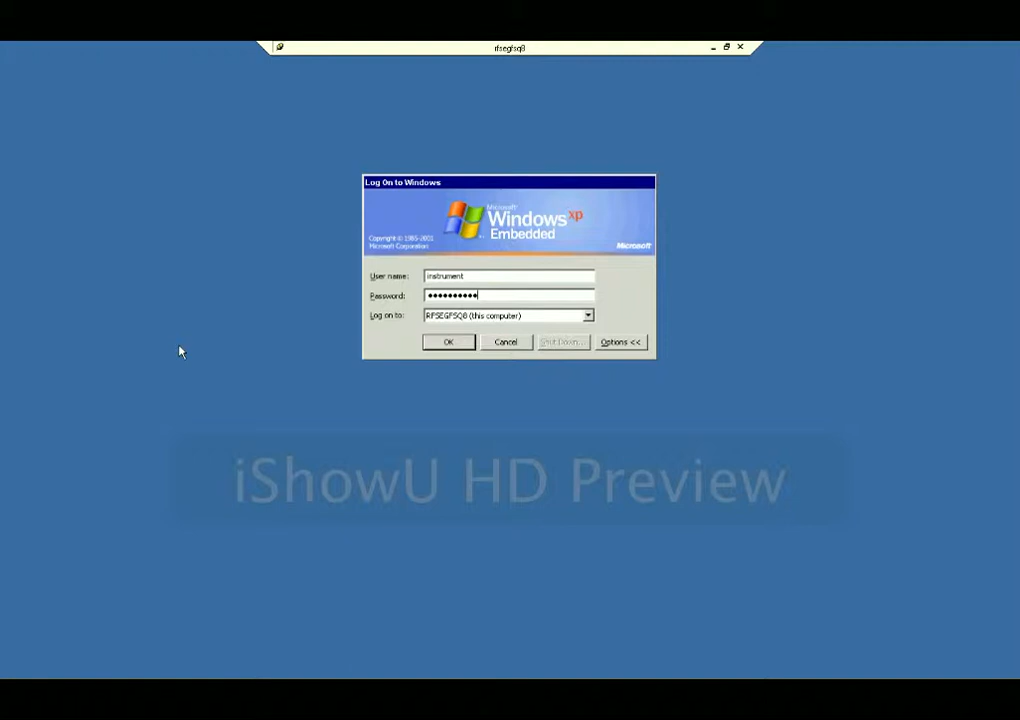 rfsegfsq8
Log On to Windows
Microsoft
Windows xp
Embedded
Copyright © 1985-2001
Microsoft Corporation
Microsoft
User name: instrument
Password: ●●●●●●●●●●
Log on to: RFSEGFSQ8 (this computer)
OK Cancel Shut Down... Options <<
iShowU HD Preview